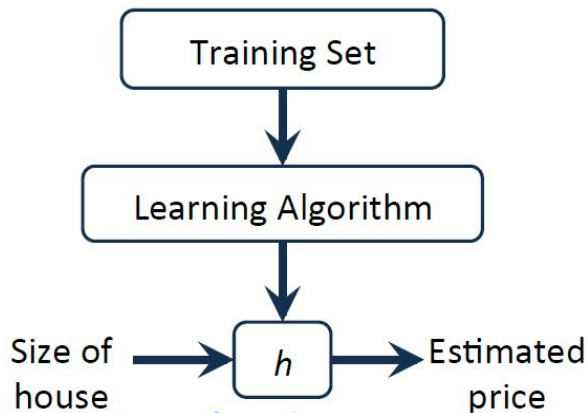 Training Set
Learning Algorithm
Size of
house
h
Estimated
price